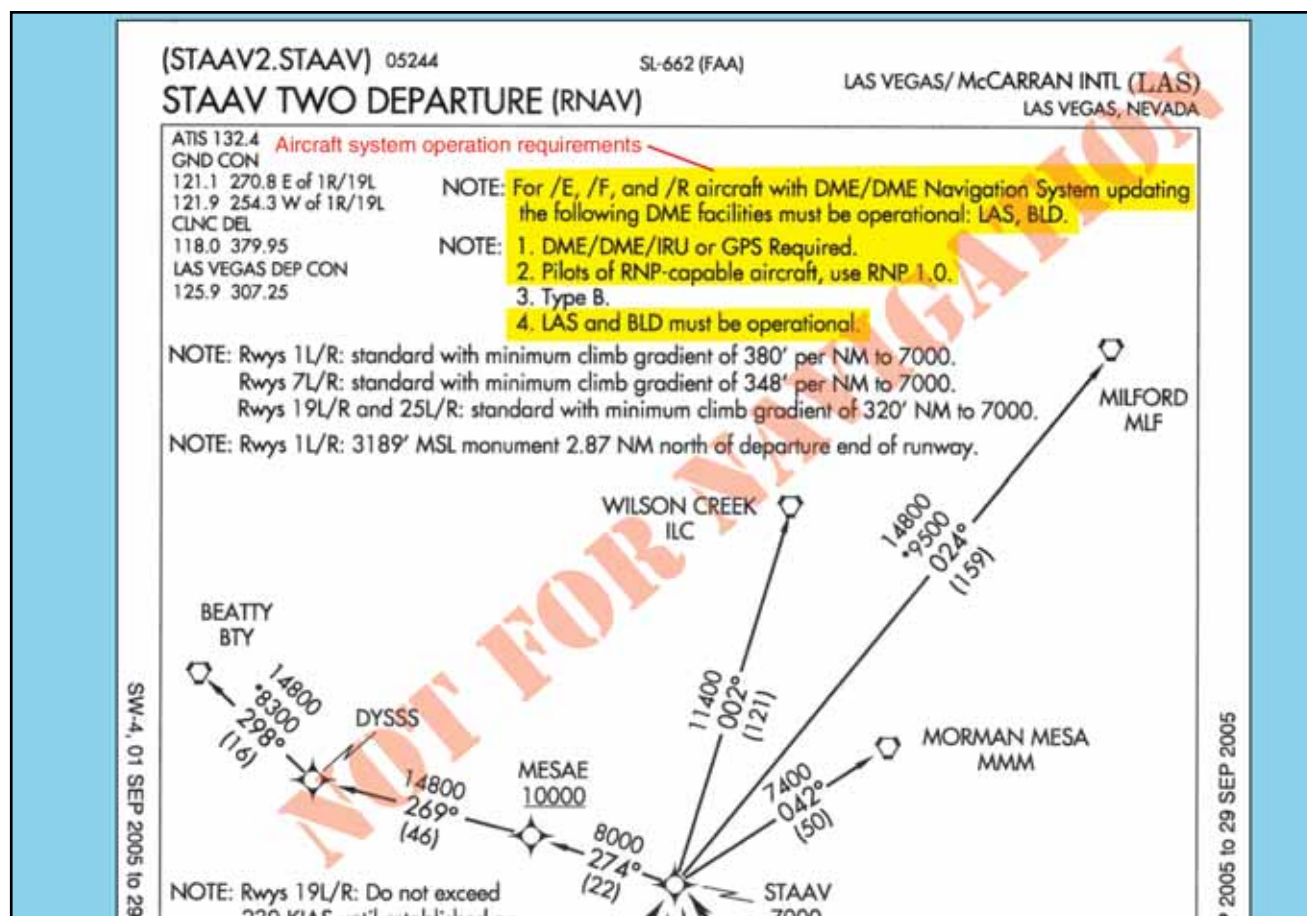 (STAAV2.STAAV) 05244
SL-662 (FAA)
LAS VEGAS/ McCARRAN INTL (LAS)
STAAV TWO DEPARTURE (RNAV)
LAS VEGAS, NEVADA
ATIS 132.4
GND CON
121.1 270.8 E of 1R/19L
121.9 254.3 W of 1R/19L
CLNC DEL
118.0 379.95
LAS VEGAS DEP CON
125.9 307.25
Aircraft system operation requirements
NOTE: For /E, /F, and /R aircraft with DME/DME Navigation System updating
the following DME facilities must be operational: LAS, BLD.
NOTE: 1. DME/DME/IRU or GPS Required.
2. Pilots of RNP-capable aircraft, use RNP 1.0.
3. Type B.
4. LAS and BLD must be operational.
NOTE: Rwys 1L/R: standard with minimum climb gradient of 380' per NM to 7000.
Rwys 7L/R: standard with minimum climb gradient of 348' per NM to 7000.
Rwys 19L/R and 25L/R: standard with minimum climb gradient of 320' NM to 7000.
NOTE: Rwys 1L/R: 3189' MSL monument 2.87 NM north of departure end of runway.
NOT FOR NAVIGATION
MILFORD
MLF
14800
*9500
024°
(159)
WILSON CREEK
ILC
11400
002°
(121)
BEATTY
BTY
14800
*8300
298°
(16)
DYSSS
14800
269°
(46)
MESAE
10000
8000
274°
(22)
MORMAN MESA
MMM
7400
042°
(50)
STAAV
7000
NOTE: Rwys 19L/R: Do not exceed
230 KIAS until established on
SW-4, 01 SEP 2005 to 29
2005 to 29 SEP 2005